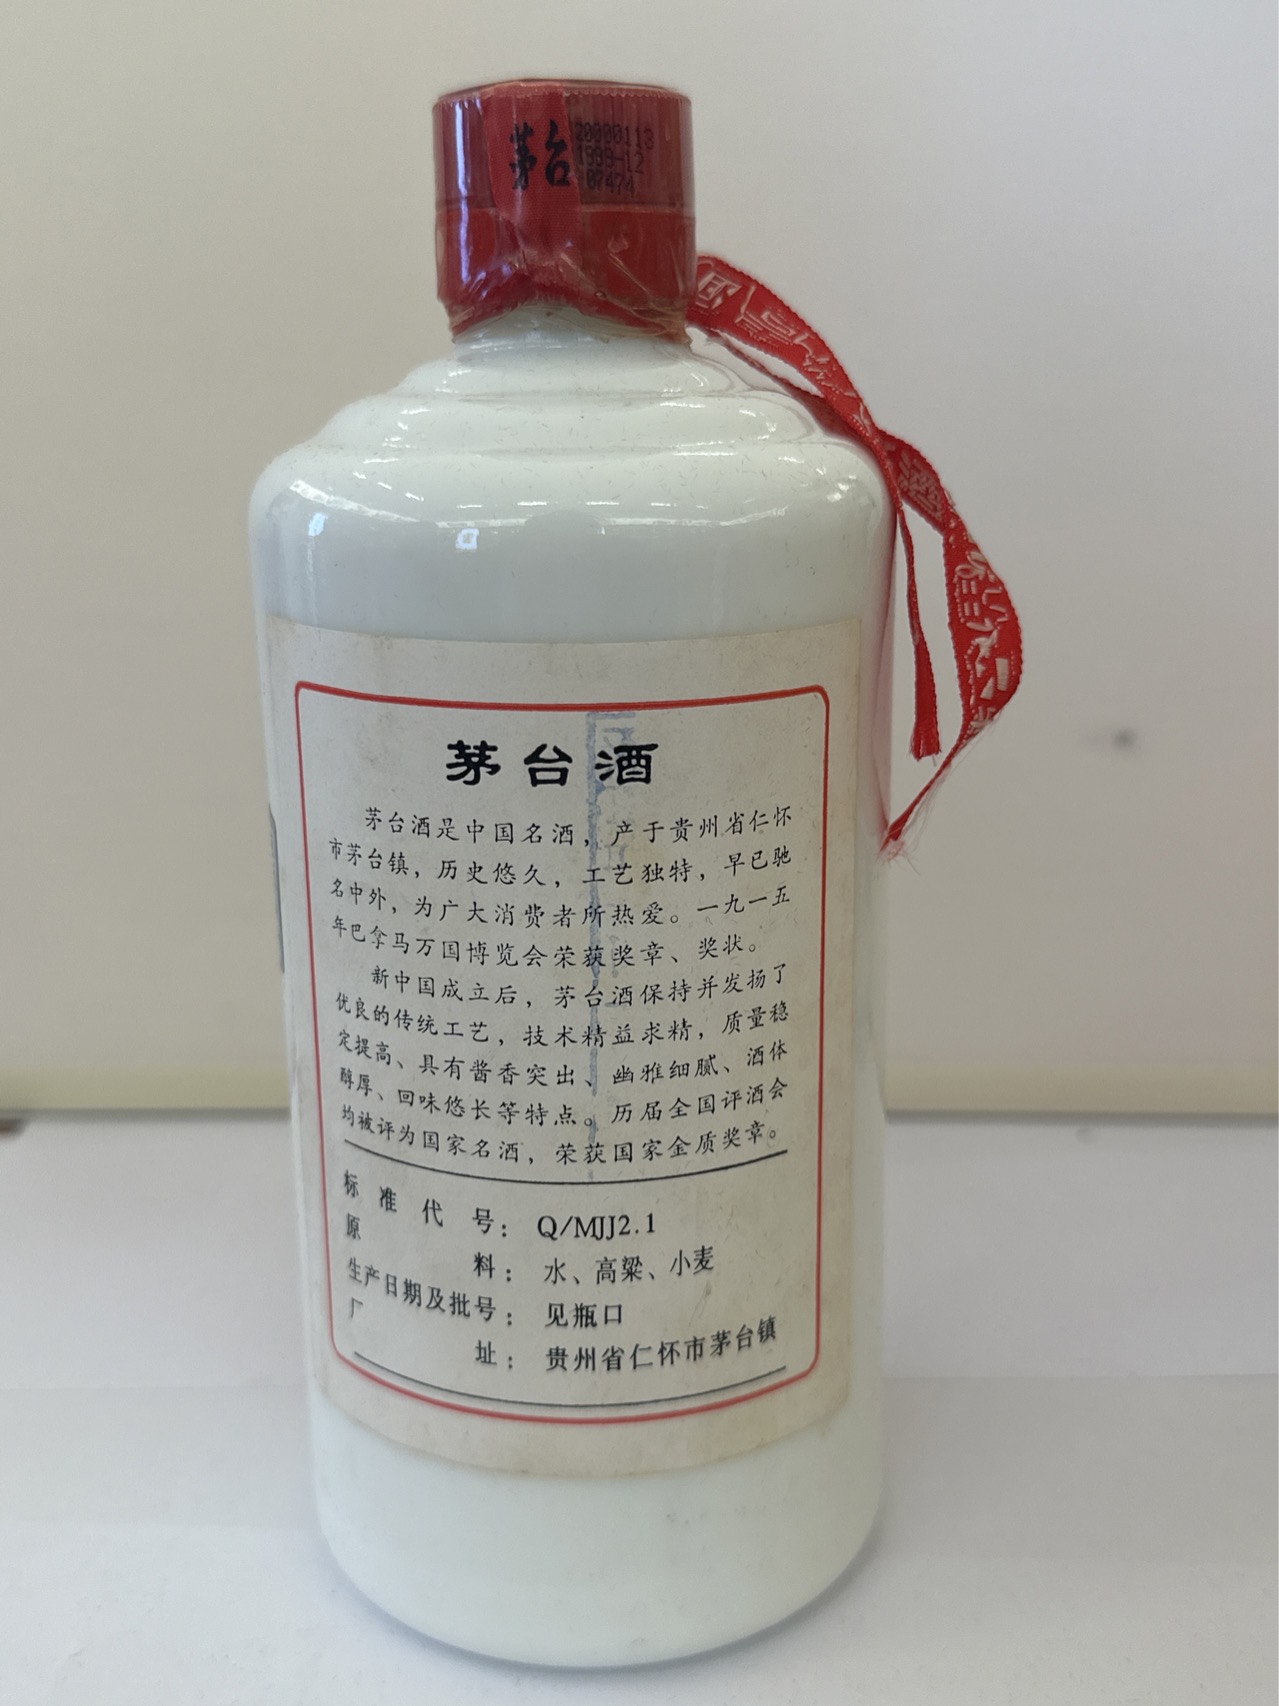 茅台
20000113
1999-12
07474
茅台酒
茅台酒是中国名酒，产于贵州省仁怀
市茅台镇，历史悠久，工艺独特，早已驰
名中外，为广大消费者所热爱。一九一五
年巴拿马万国博览会荣获奖章、奖状。
新中国成立后，茅台酒保持并发扬了
优良的传统工艺，技术精益求精，质量稳
定提高、具有酱香突出、幽雅细腻、酒体
醇厚、回味悠长等特点。历届全国评酒会
均被评为国家名酒，荣获国家金质奖章。
标准代号：Q/MJJ2.1
原料：水、高粱、小麦
生产日期及批号：见瓶口
厂址：贵州省仁怀市茅台镇